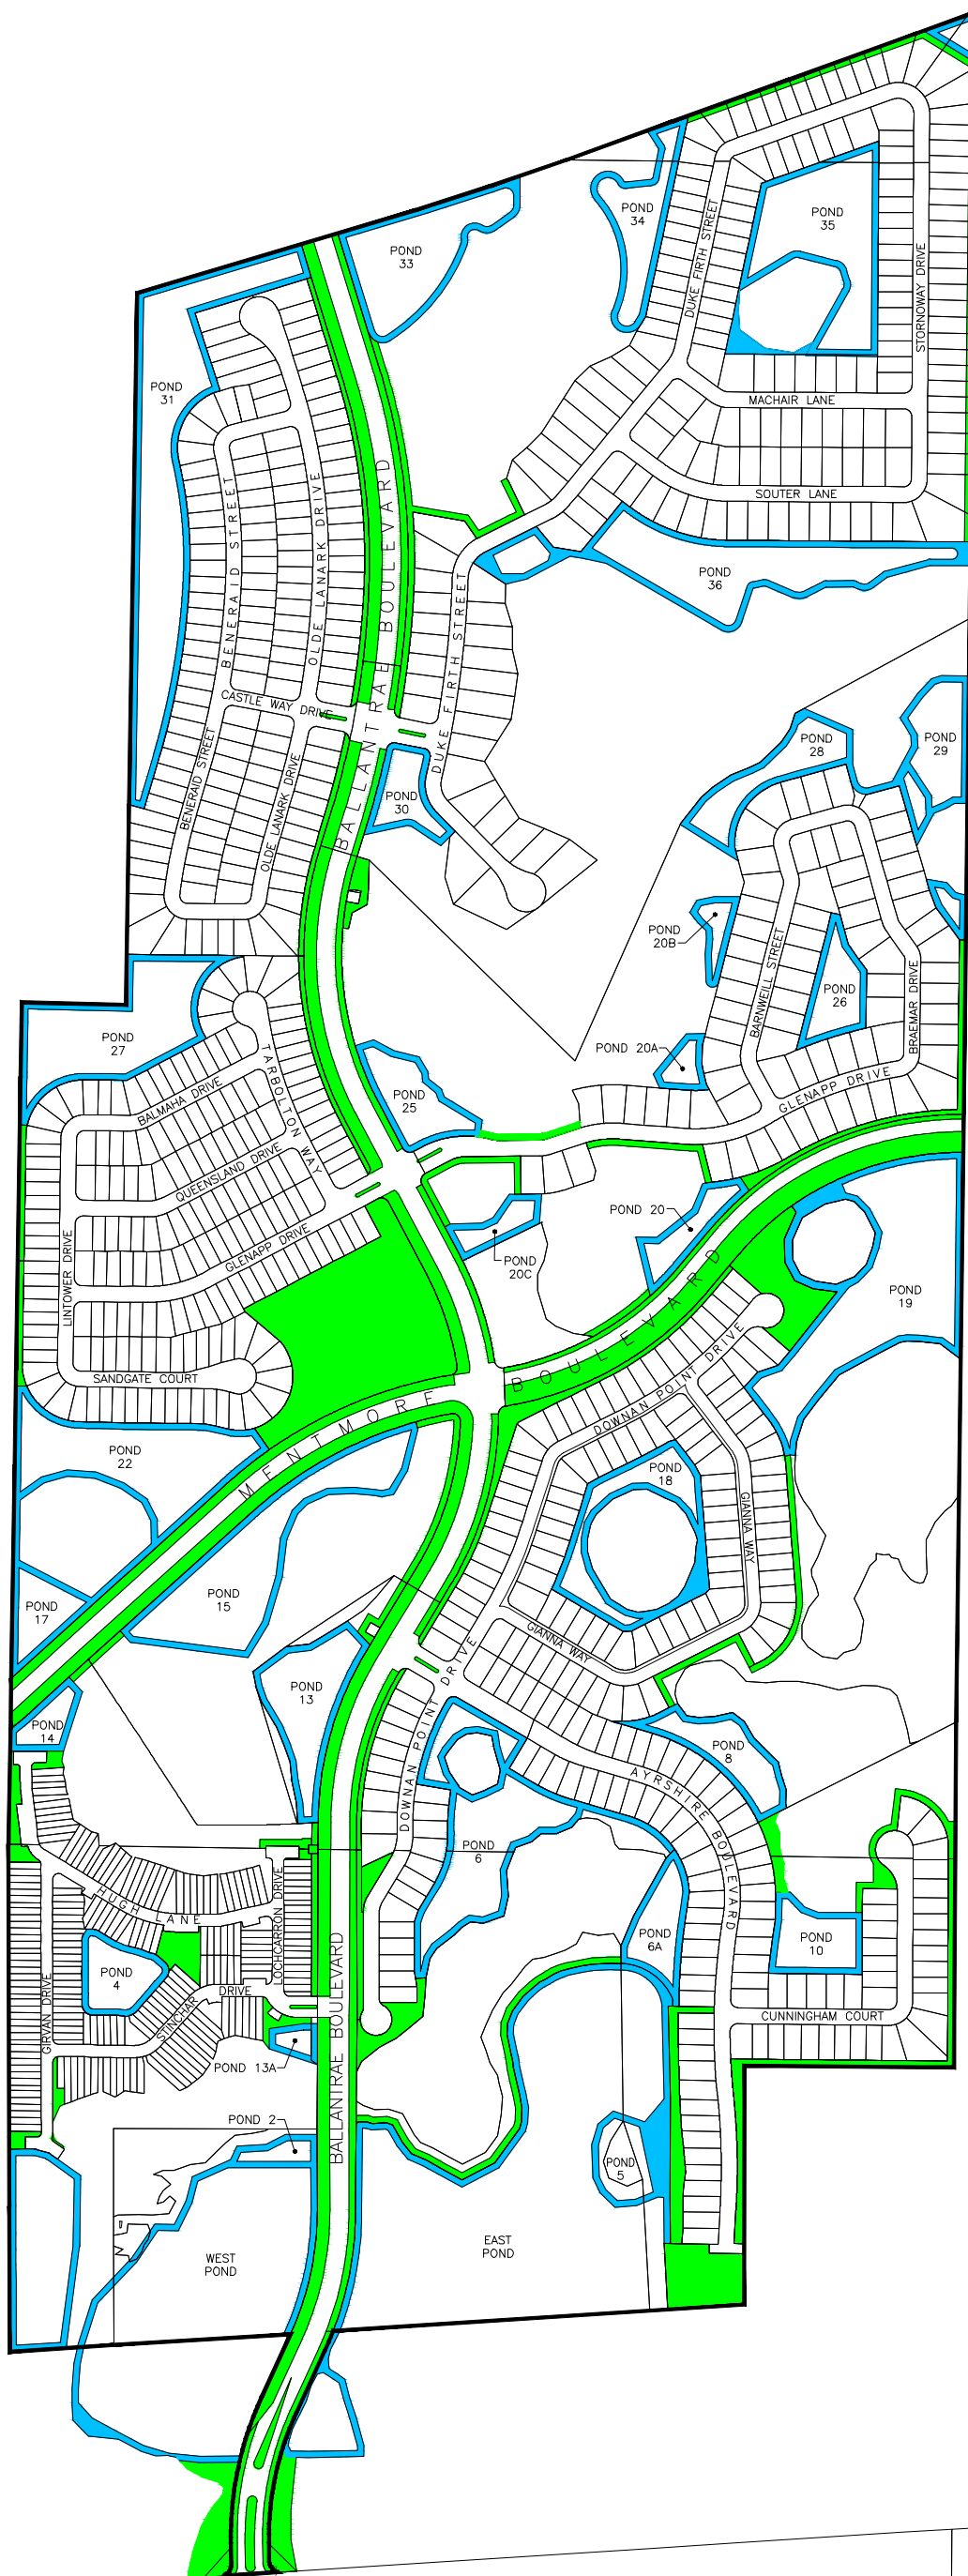 POND
34
POND
35
DUKE FIRTH STREET
STORNOWAY DRIVE
POND
33
POND
31
MACHAIR LANE
SOUTER LANE
BALLANTRAE BOULEVARD
BENERAID STREET
OLDE LANARK DRIVE
POND
36
DUKE FIRTH STREET
CASTLE WAY DRIVE
POND
28
POND
29
BENERAID STREET
OLDE LANARK DRIVE
POND
30
POND
20B
BARNWEILL STREET
POND
26
BRAEMAR DRIVE
POND
27
TARBOLTON WAY
POND 20A
BALMAHA DRIVE
POND
25
GLENAPP DRIVE
QUEENSLAND DRIVE
POND 20
LINTOWER DRIVE
GLENAPP DRIVE
POND
20C
POND
19
SANDGATE COURT
MENTMORE BOULEVARD
DOWNAN POINT DRIVE
POND
22
POND
18
GIANNA WAY
POND
17
POND
15
GIANNA WAY
POND
13
DOWNAN POINT DRIVE
POND
14
POND
8
AYRSHIRE BOULEVARD
POND
6
HUGH LANE
LOCHCARRON DRIVE
POND
6A
POND
10
POND
4
GIRVAN DRIVE
STINCHAR DRIVE
CUNNINGHAM COURT
POND 13A
BALLANTRAE BOULEVARD
POND 2
POND
5
WEST
POND
EAST
POND